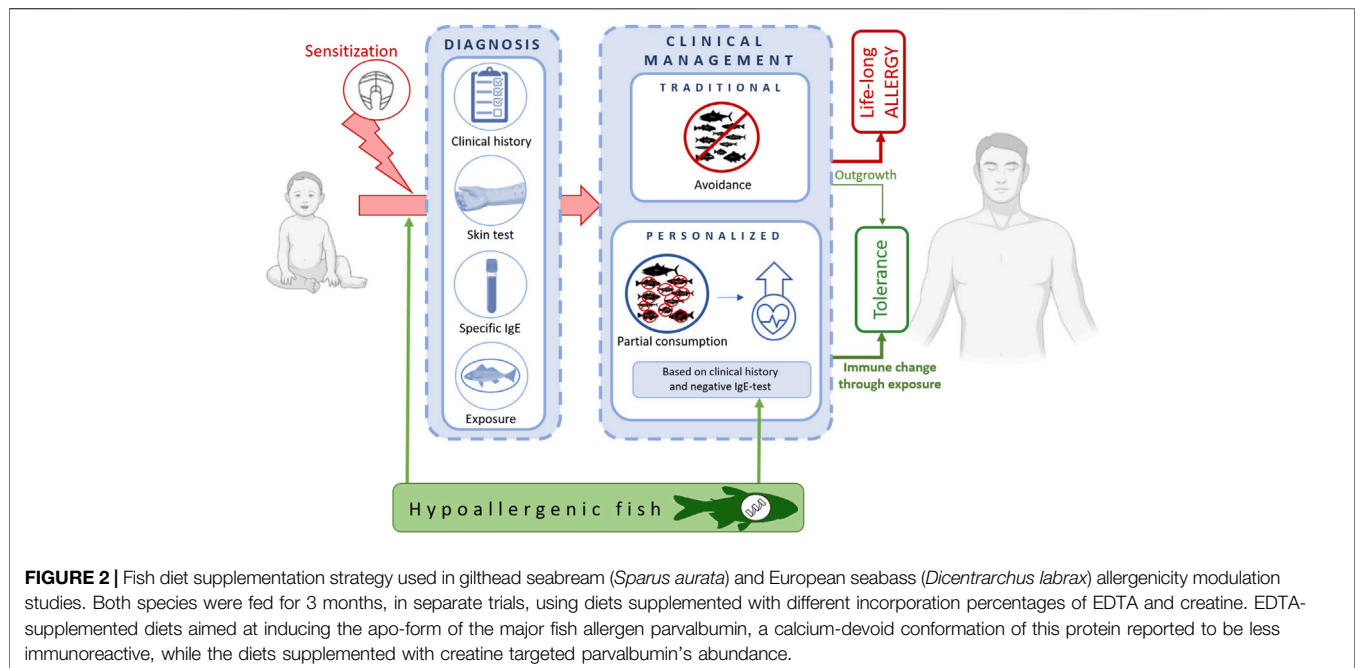 Sensitization
DIAGNOSIS
Clinical history
Skin test
Specific IgE
Exposure
CLINICAL
MANAGEMENT
TRADITIONAL
Avoidance
PERSONALIZED
Partial consumption
Based on clinical history
and negative IgE-test
Life-long
ALLERGY
Outgrowth
Tolerance
Immune change
through exposure
Hypoallergenic fish
FIGURE 2 | Fish diet supplementation strategy used in gilthead seabream (Sparus aurata) and European seabass (Dicentrarchus labrax) allergenicity modulation
studies. Both species were fed for 3 months, in separate trials, using diets supplemented with different incorporation percentages of EDTA and creatine. EDTA-
supplemented diets aimed at inducing the apo-form of the major fish allergen parvalbumin, a calcium-devoid conformation of this protein reported to be less
immunoreactive, while the diets supplemented with creatine targeted parvalbumin's abundance.